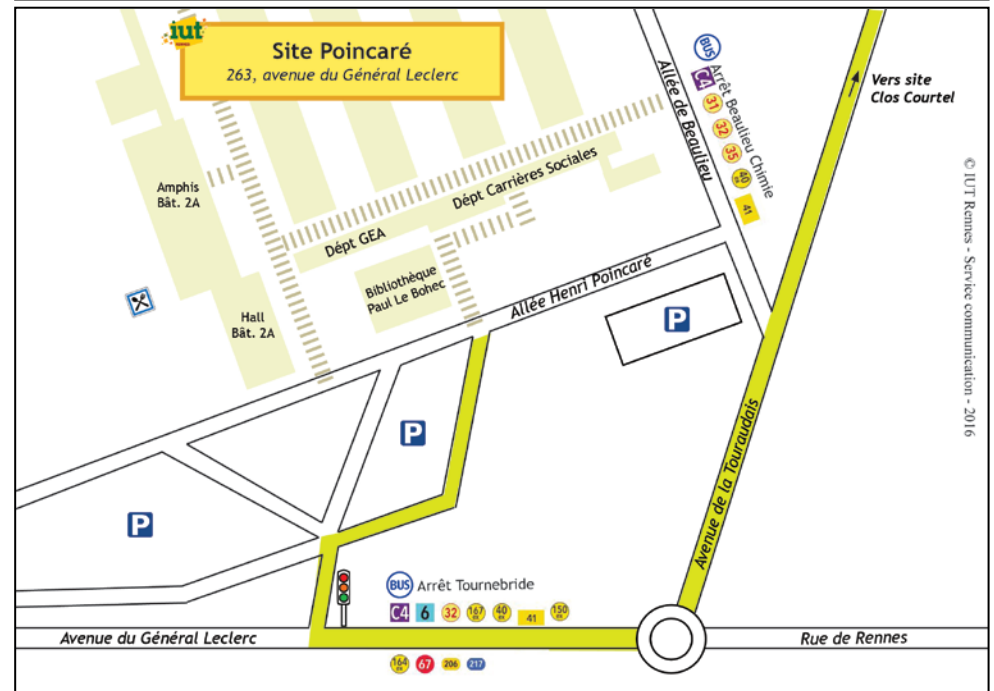 iut
Site Poincaré
263, avenue du Général Leclerc
BUS
Arrêt Beaulieu Chimie
C4
31
32
35
40
41
Allée de Beaulieu
Vers site
Clos Courtel
Amphis
Bât. 2A
Dépt Carrières Sociales
Dépt GEA
Bibliothèque
Paul Le Bohec
Hall
Bât. 2A
Allée Henri Poincaré
P
P
P
Avenue de la Touraudais
BUS Arrêt Tournebride
C4 6 32 167 40 41 150
Avenue du Général Leclerc
Rue de Rennes
164 67 206 217
© IUT Rennes - Service communication - 2016